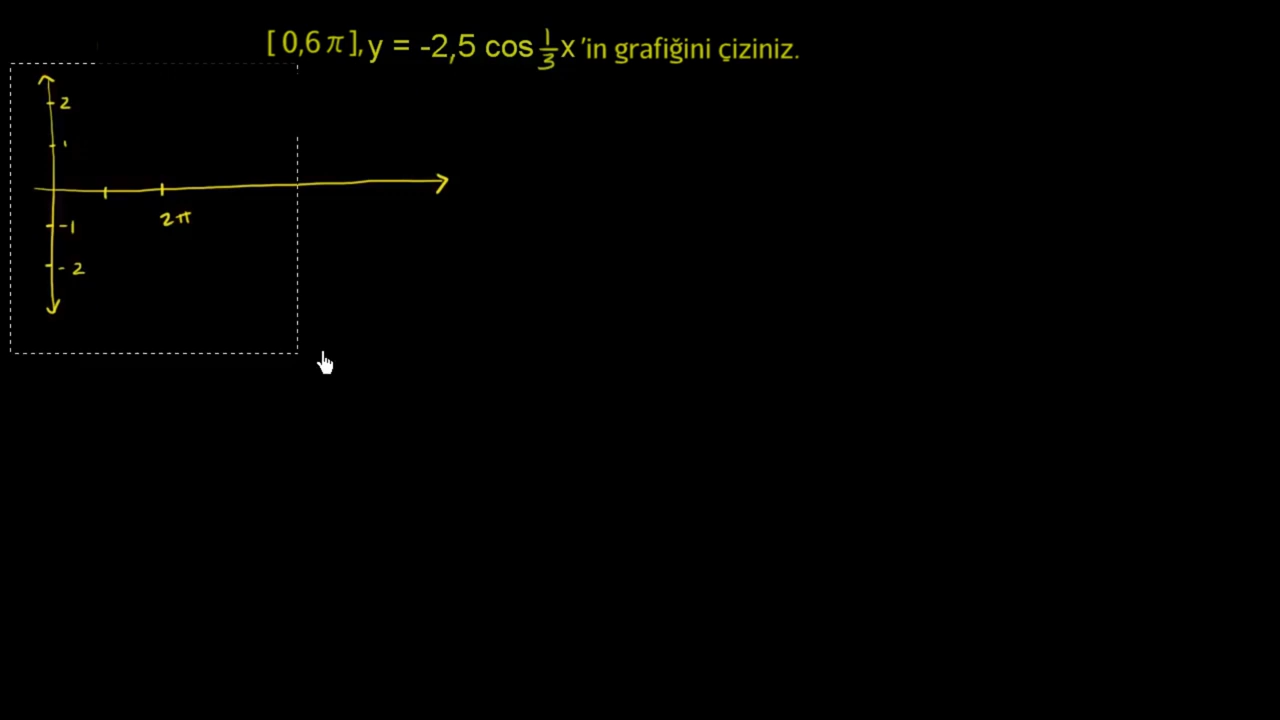 [0,6π], y = -2,5 cos 1/3 x 'in grafiğini çiziniz.
2
1
2π
-1
-2